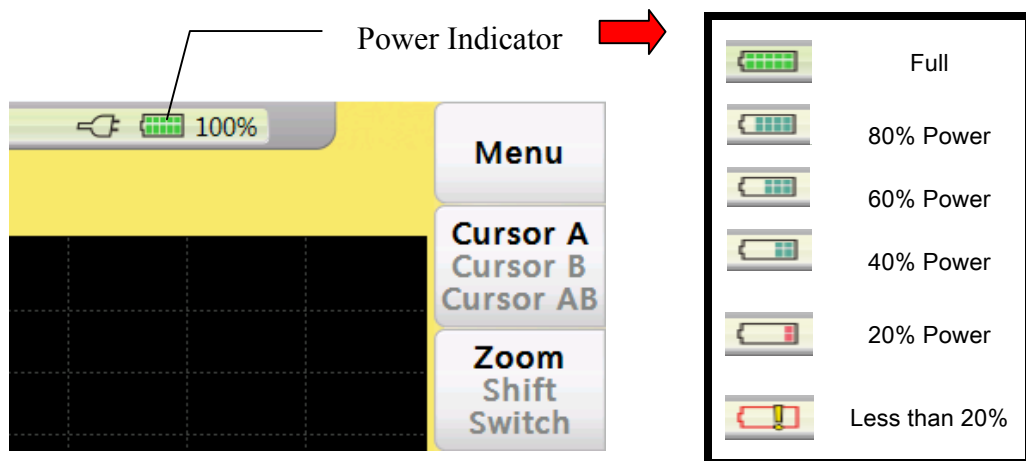 Power Indicator
100%
Menu
Cursor A
Cursor B
Cursor AB
Zoom
Shift
Switch
Full
80% Power
60% Power
40% Power
20% Power
Less than 20%